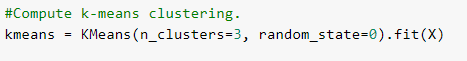 #Compute k-means clustering.
kmeans = KMeans(n_clusters=3, random_state=0).fit(X)